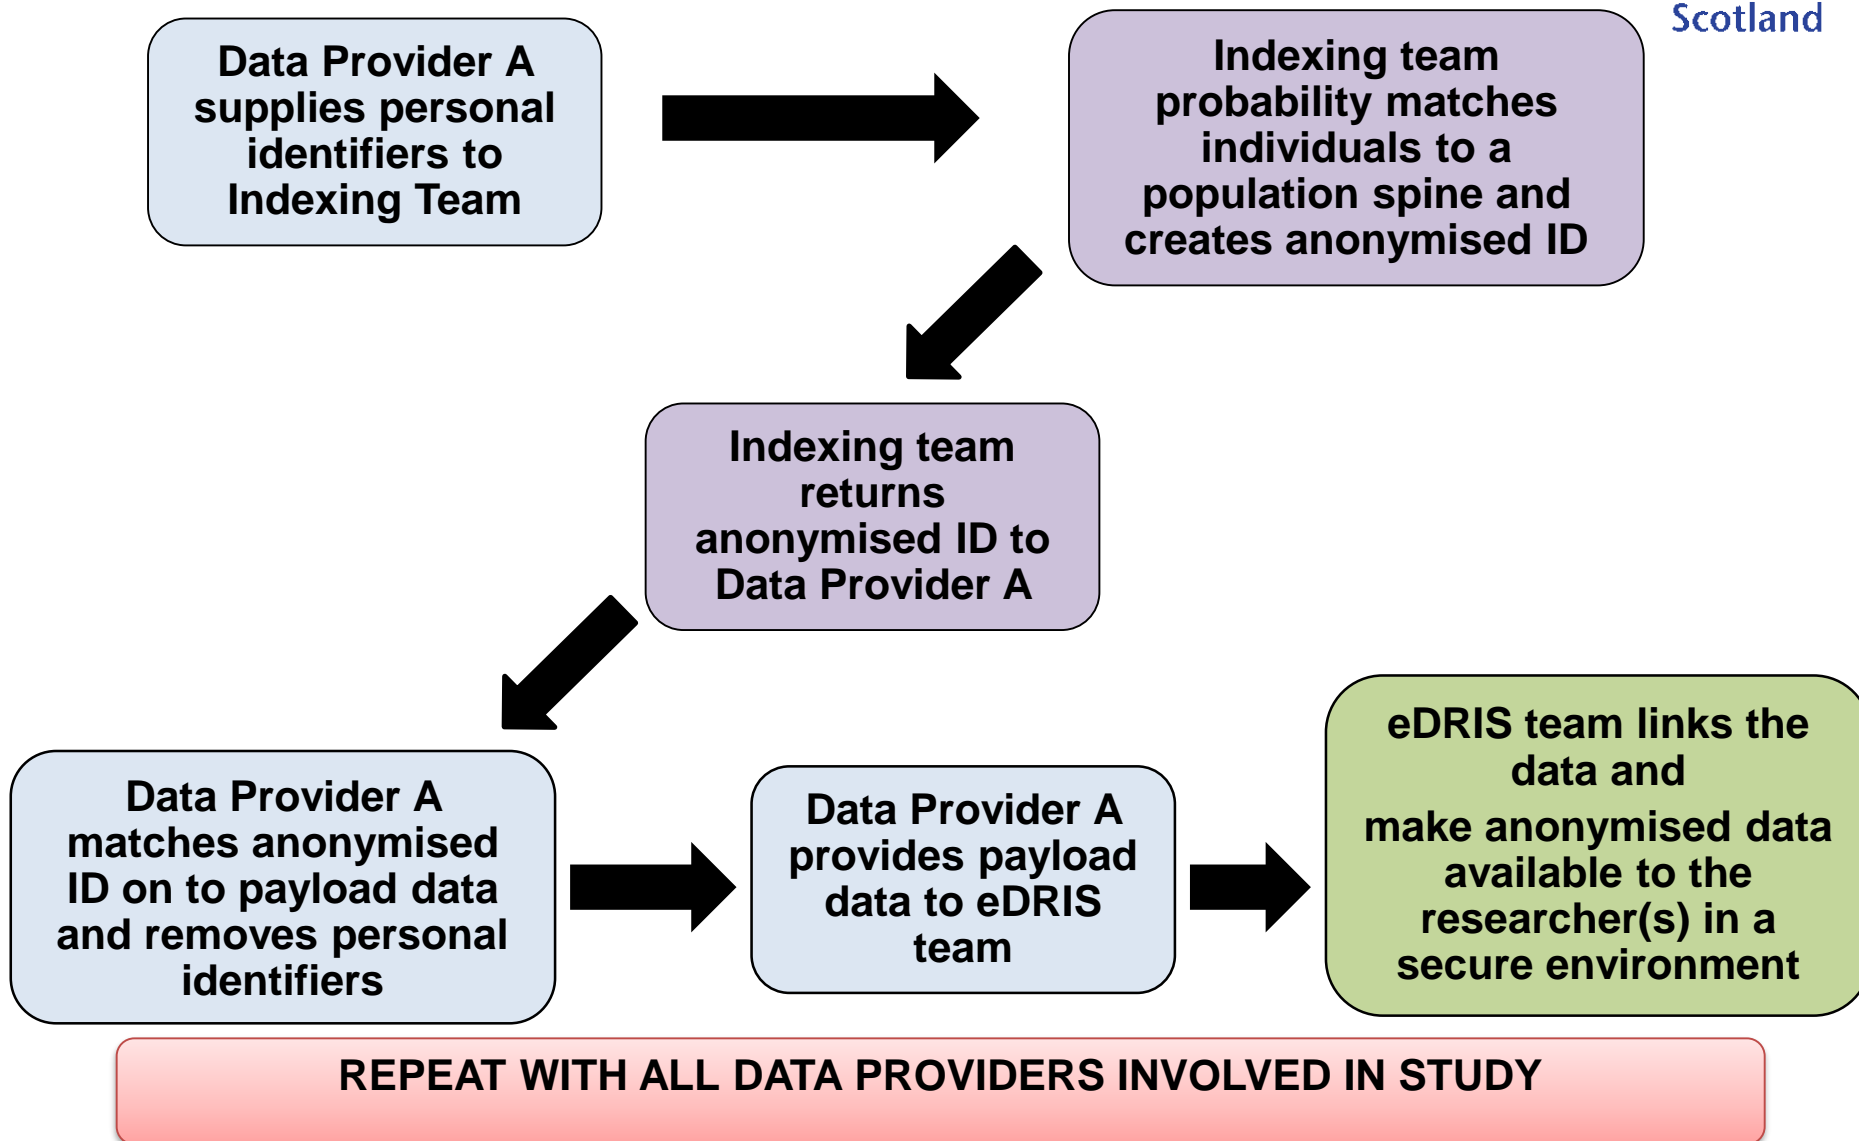 Scotland
Data Provider A
supplies personal
identifiers to
Indexing Team
Indexing team
probability matches
individuals to a
population spine and
creates anonymised ID
Indexing team
returns
anonymised ID to
Data Provider A
Data Provider A
matches anonymised
ID on to payload data
and removes personal
identifiers
Data Provider A
provides payload
data to eDRIS
team
eDRIS team links the
data and
make anonymised data
available to the
researcher(s) in a
secure environment
REPEAT WITH ALL DATA PROVIDERS INVOLVED IN STUDY